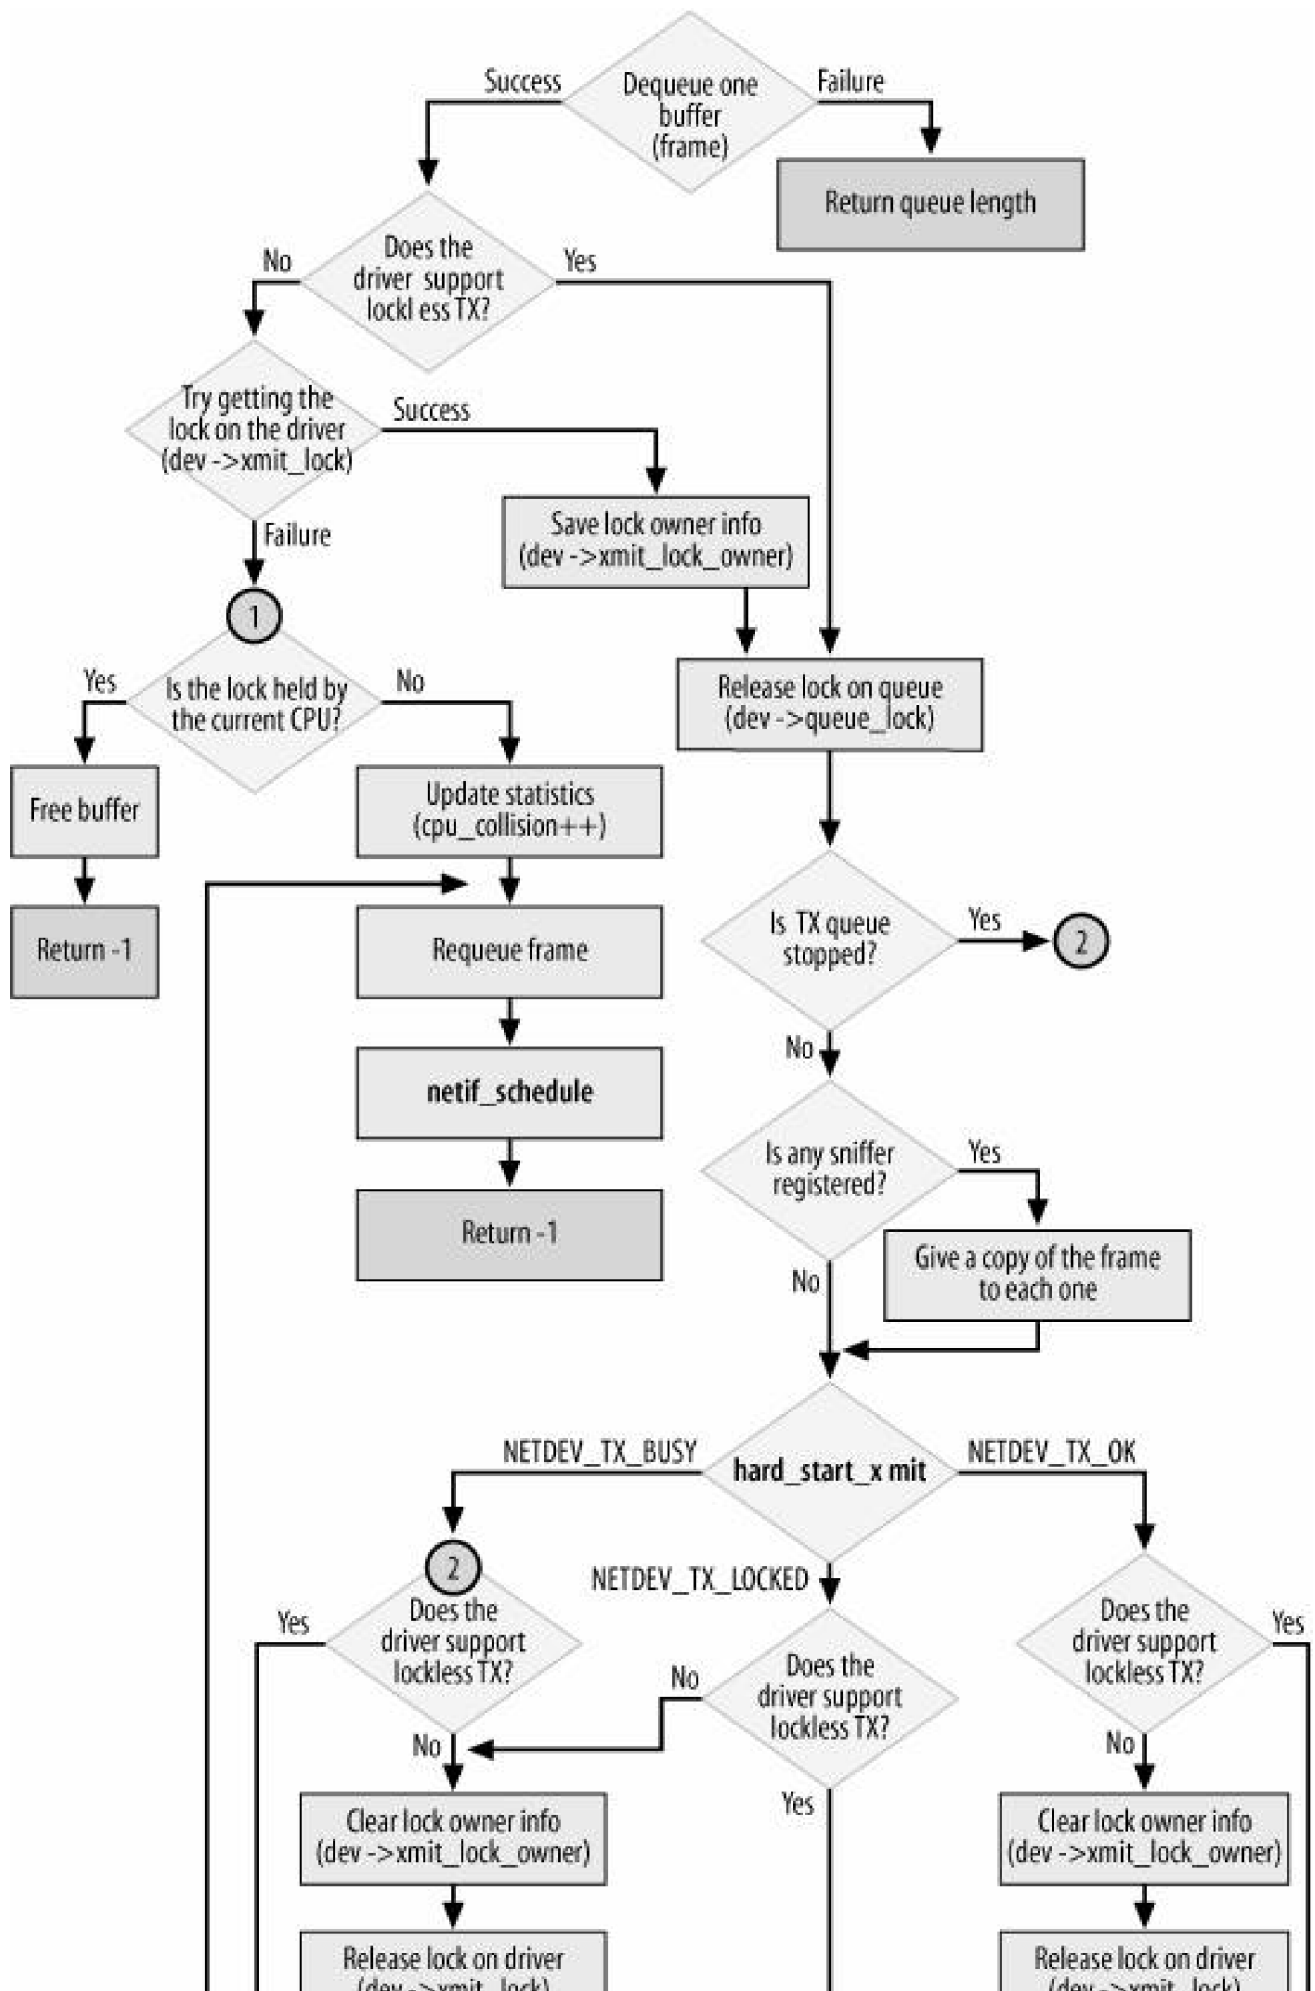 Success
Dequeue one
buffer
(frame)
Failure
Return queue length
No
Does the
driver support
lockl ess TX?
Yes
Try getting the
lock on the driver
(dev ->xmit_lock)
Success
Failure
Save lock owner info
(dev ->xmit_lock_owner)
1
Yes
Is the lock held by
the current CPU?
No
Release lock on queue
(dev ->queue_lock)
Free buffer
Update statistics
(cpu_collision++)
Return -1
Requeue frame
Is TX queue
stopped?
Yes
2
No
netif_schedule
Is any sniffer
registered?
Yes
Return -1
No
Give a copy of the frame
to each one
NETDEV_TX_BUSY
hard_start_x mit
NETDEV_TX_OK
2
NETDEV_TX_LOCKED
Yes
Does the
driver support
lockless TX?
No
Does the
driver support
lockless TX?
Does the
driver support
lockless TX?
Yes
No
Yes
No
Clear lock owner info
(dev ->xmit_lock_owner)
Clear lock owner info
(dev ->xmit_lock_owner)
Release lock on driver
(dev ->xmit_lock)
Release lock on driver
(dev ->xmit_lock)